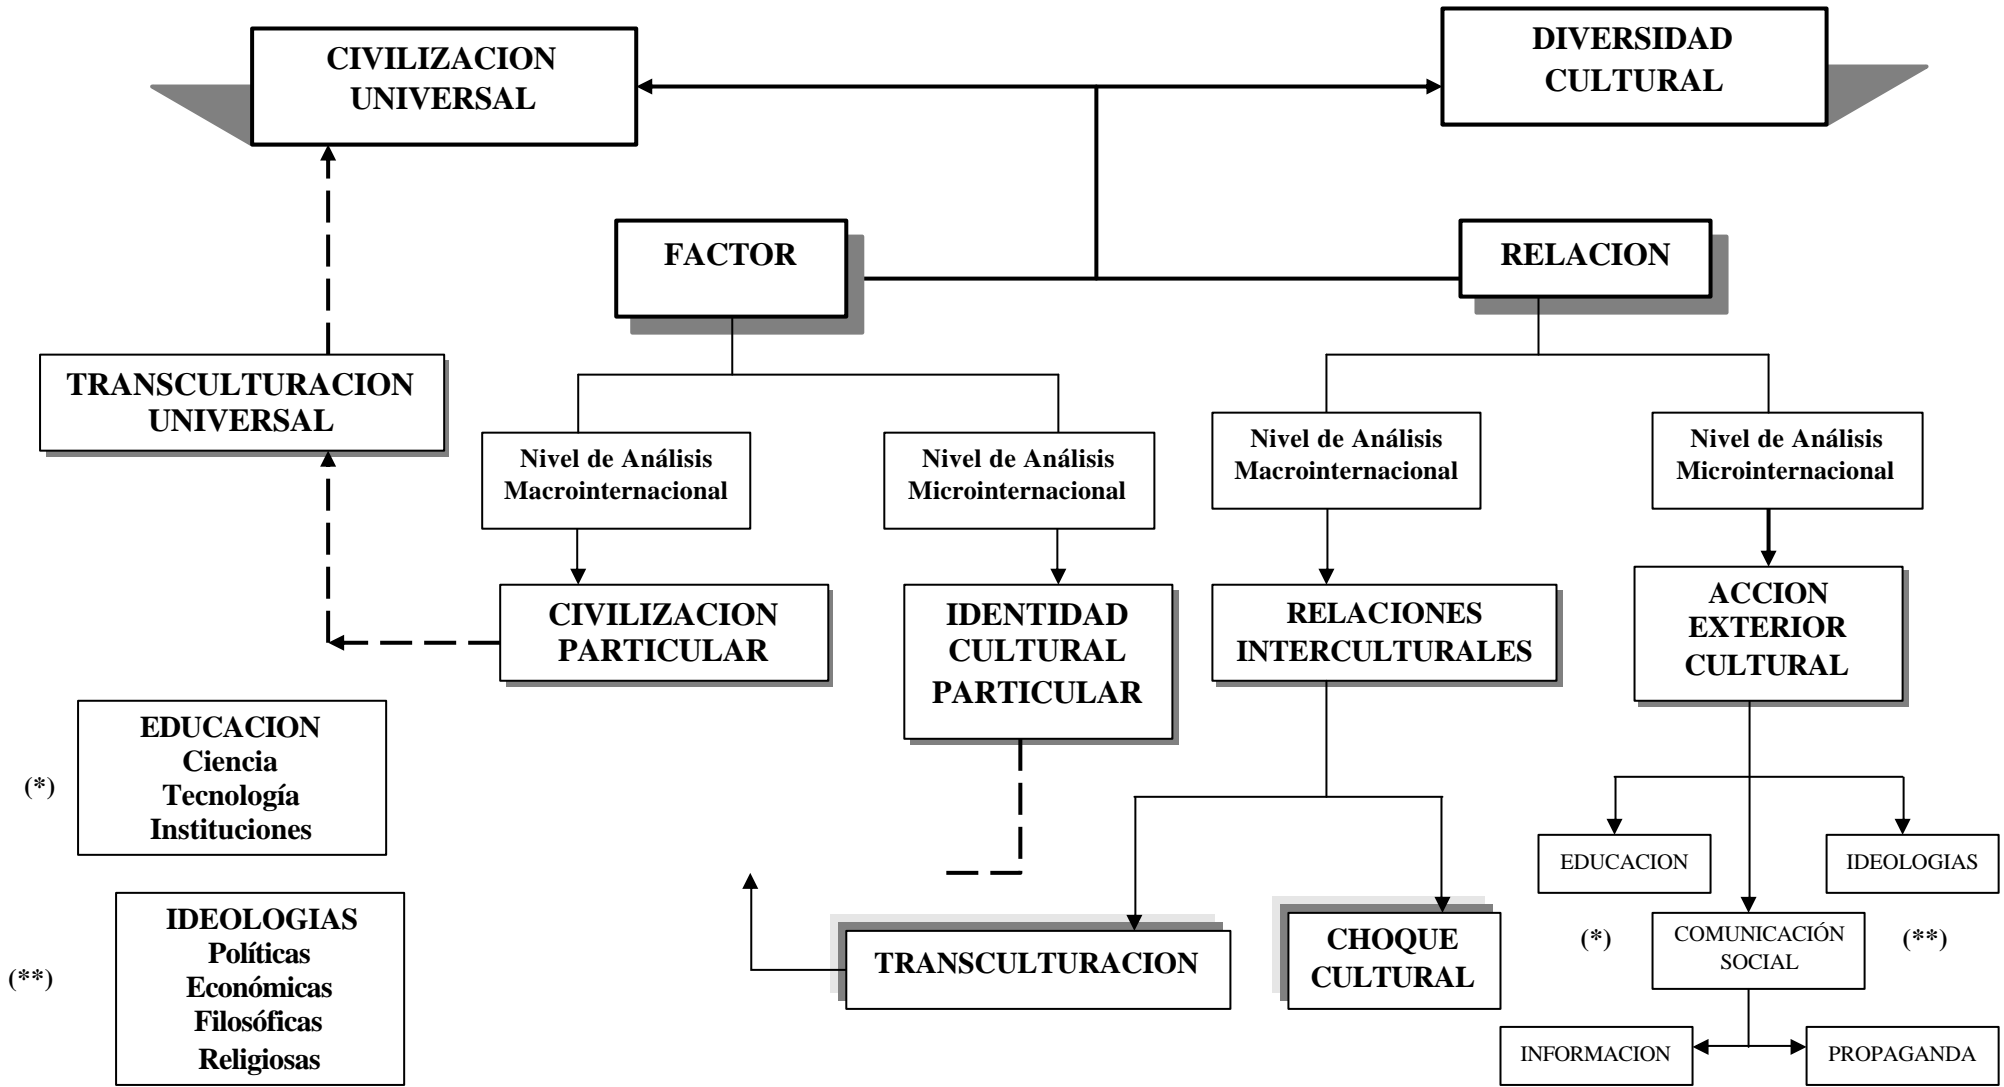 CIVILIZACION
UNIVERSAL
DIVERSIDAD
CULTURAL
FACTOR
RELACION
TRANSCULTURACION
UNIVERSAL
Nivel de Análisis
Macrointernacional
Nivel de Análisis
Microinternacional
Nivel de Análisis
Macrointernacional
Nivel de Análisis
Microinternacional
CIVILIZACION
PARTICULAR
IDENTIDAD
CULTURAL
PARTICULAR
RELACIONES
INTERCULTURALES
ACCION
EXTERIOR
CULTURAL
(*)
EDUCACION
Ciencia
Tecnología
Instituciones
EDUCACION
IDEOLOGIAS
(*)
COMUNICACIÓN
SOCIAL
(**)
TRANSCULTURACION
CHOQUE
CULTURAL
(**)
IDEOLOGIAS
Políticas
Económicas
Filosóficas
Religiosas
INFORMACION
PROPAGANDA